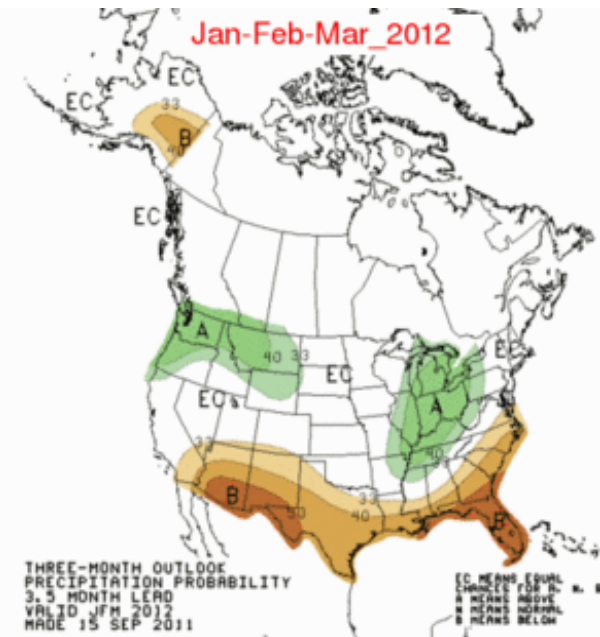 Jan-Feb-Mar_2012
EC
EC
33
B
40
EC
A
40 33
EC
EC
EC
A
40
33
B
50
33
40
B
THREE-MONTH OUTLOOK
PRECIPITATION PROBABILITY
3.5 MONTH LEAD
VALID JFM 2012
MADE 15 SEP 2011
EC MEANS EQUAL
CHANCES FOR A, N, B
A MEANS ABOVE
N MEANS NORMAL
B MEANS BELOW